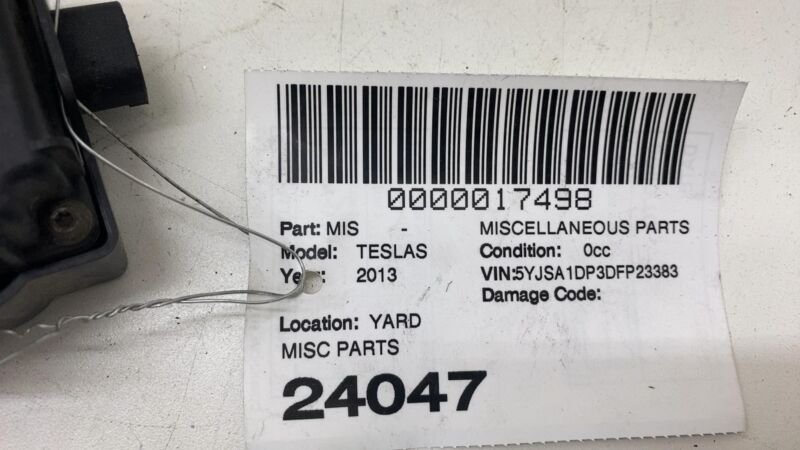 0000017498
Part: MIS - MISCELLANEOUS PARTS
Model: TESLAS Condition: 0cc
Year: 2013 VIN:5YJSA1DP3DFP23383
Damage Code:
Location: YARD
MISC PARTS
24047